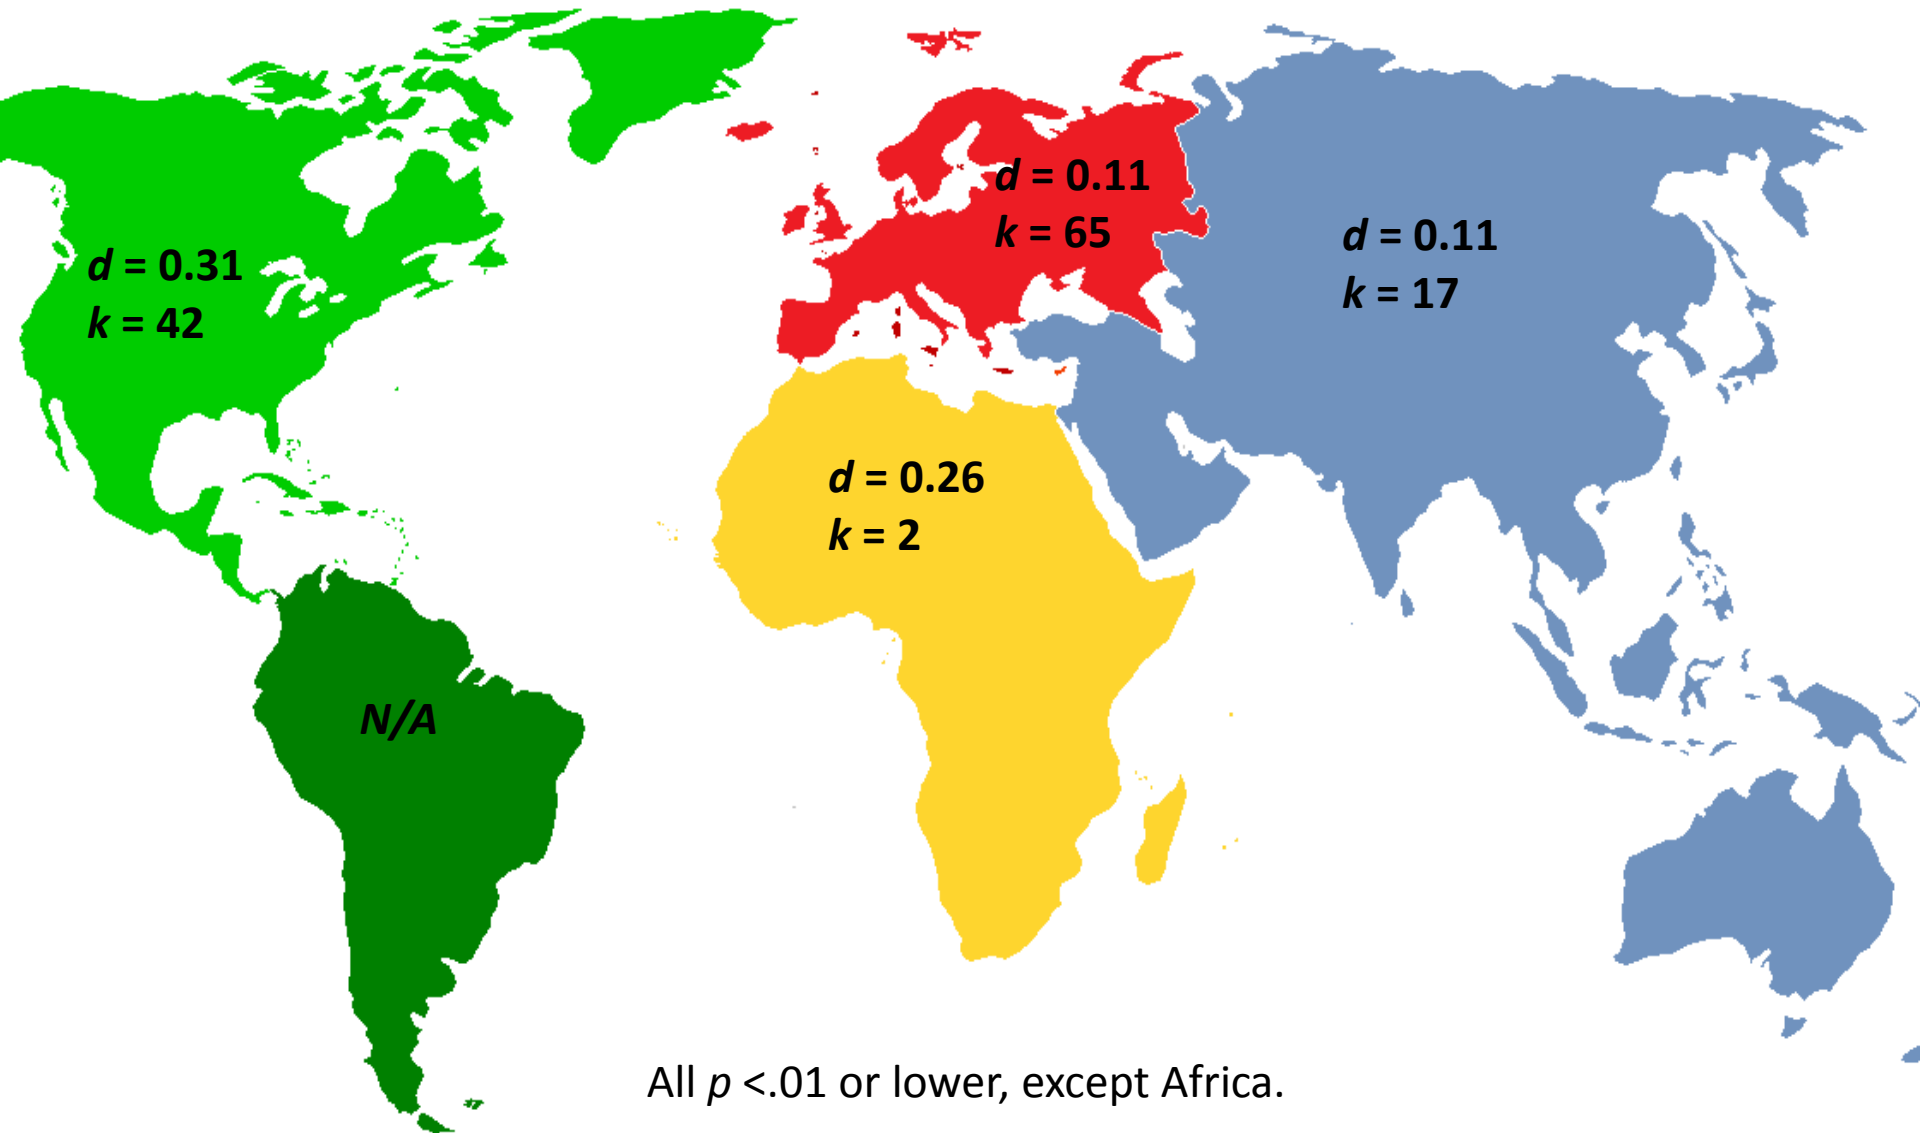 d = 0.11
k = 65
d = 0.11
k = 17
d = 0.31
k = 42
d = 0.26
k = 2
N/A
All p <.01 or lower, except Africa.